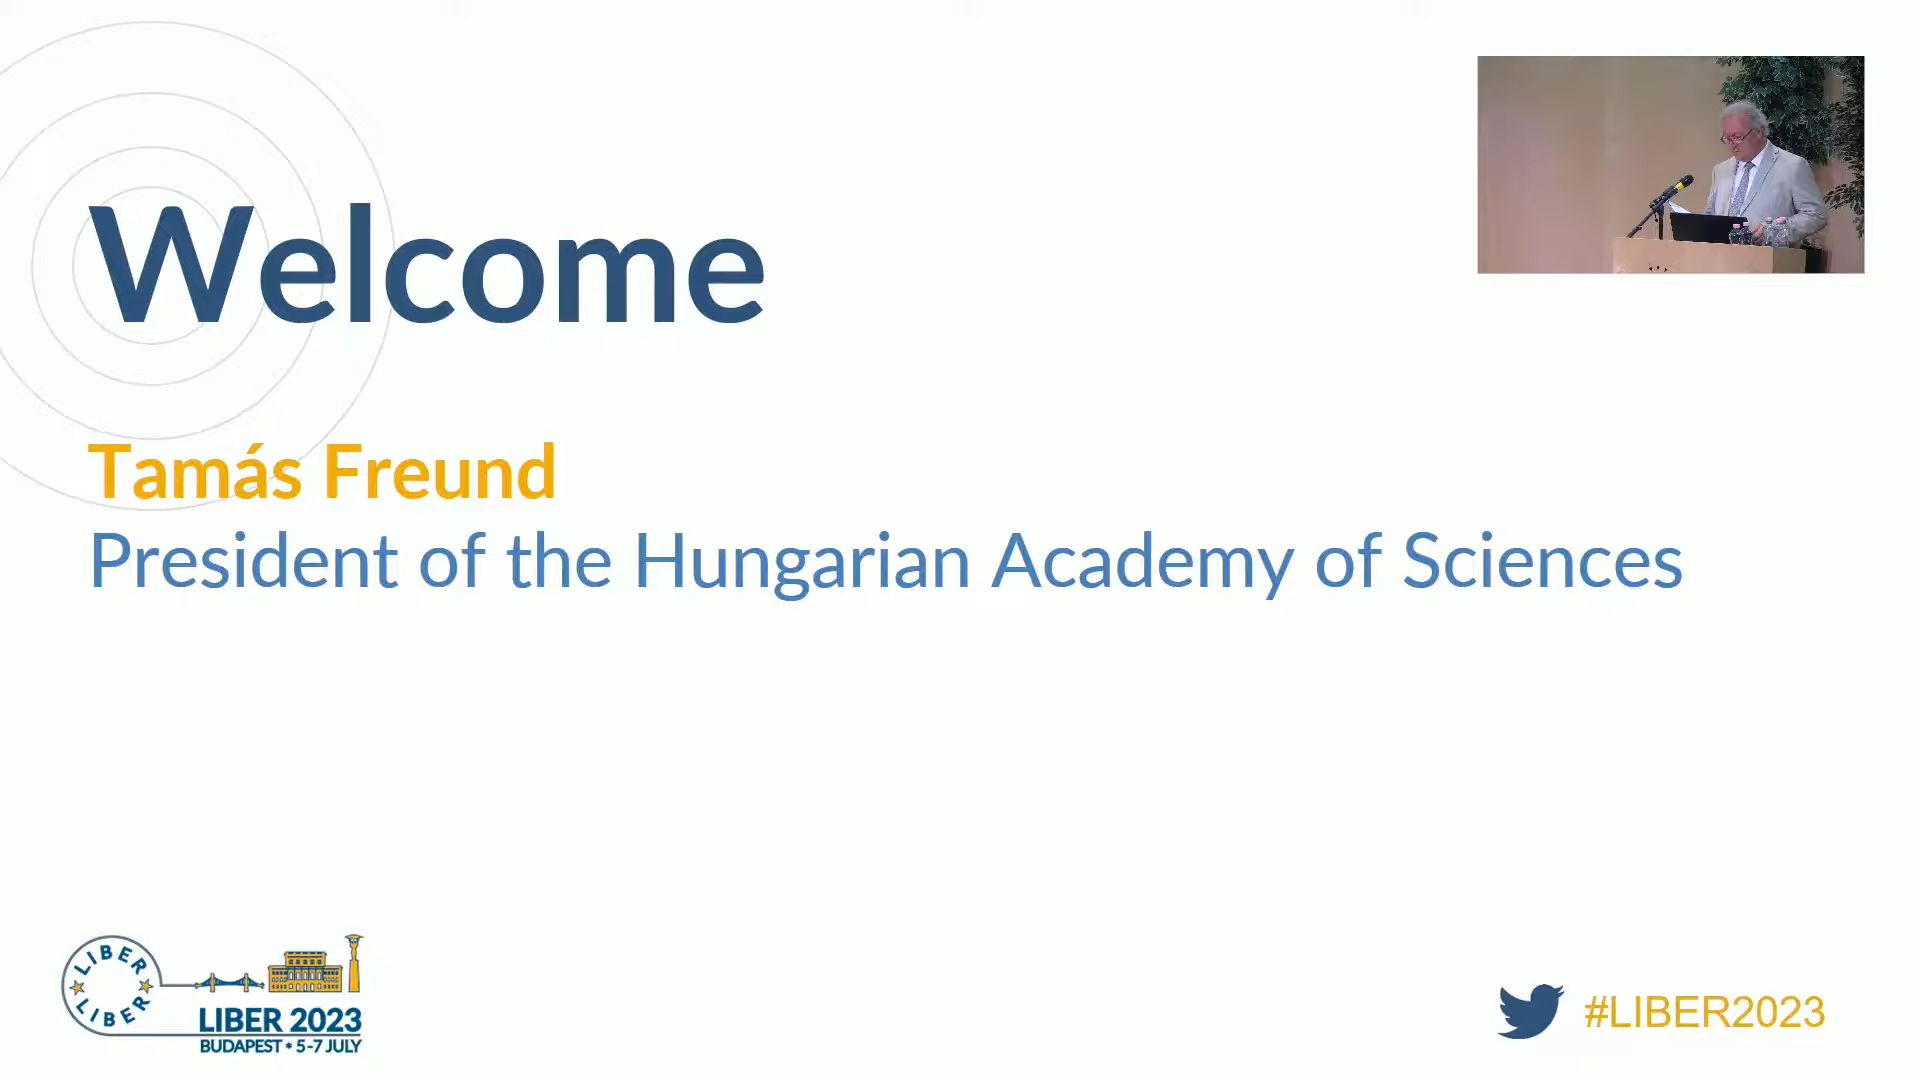 Welcome
Tamás Freund
President of the Hungarian Academy of Sciences
LIBER
LIBER
LIBER 2023
BUDAPEST • 5-7 JULY
#LIBER2023